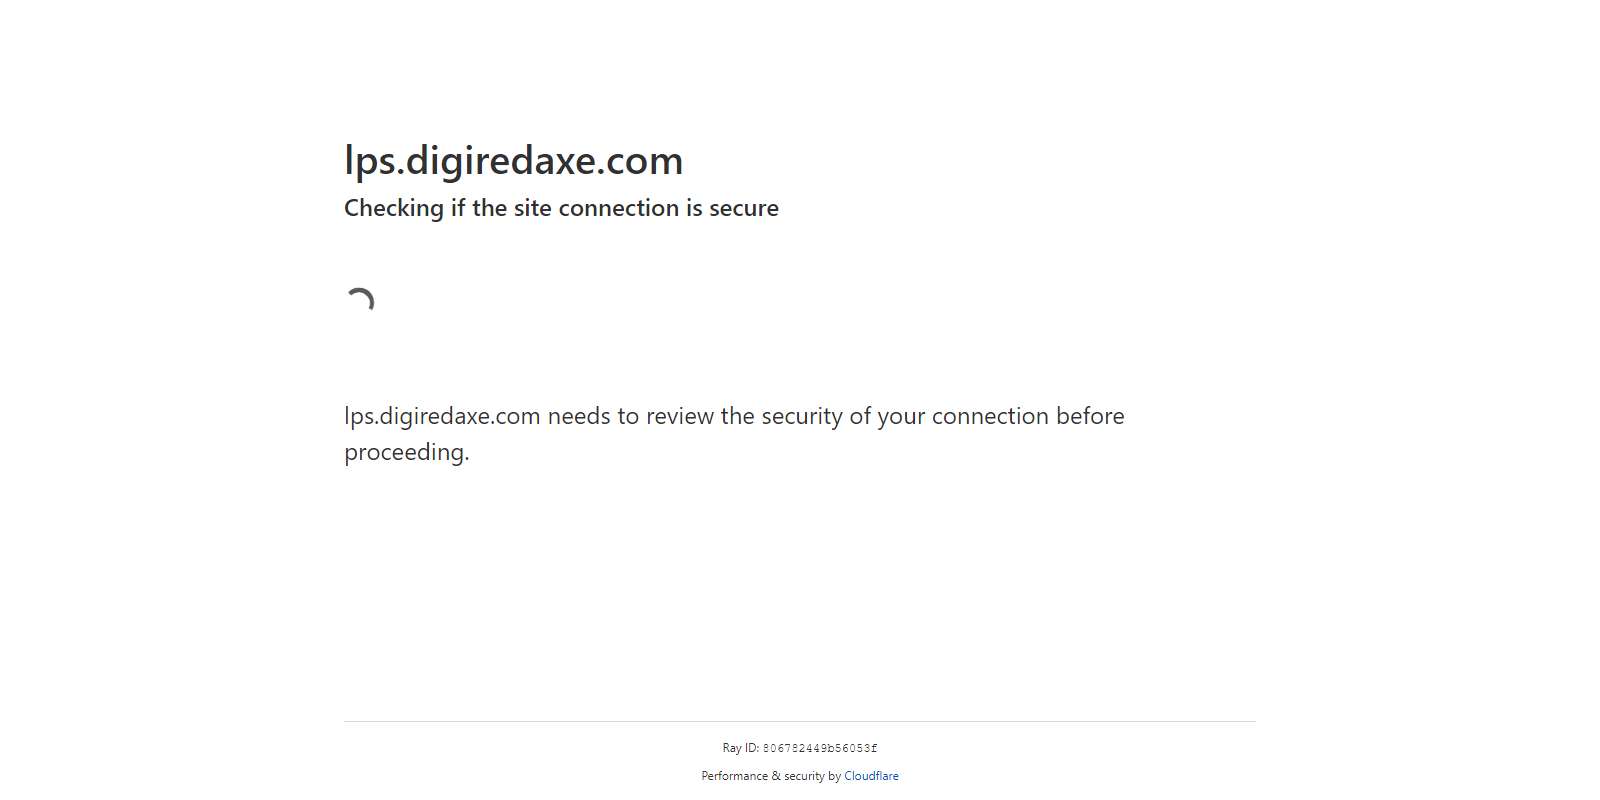 lps.digiredaxe.com
Checking if the site connection is secure
lps.digiredaxe.com needs to review the security of your connection before
proceeding.
Ray ID: 806782449b56053f
Performance & security by Cloudflare